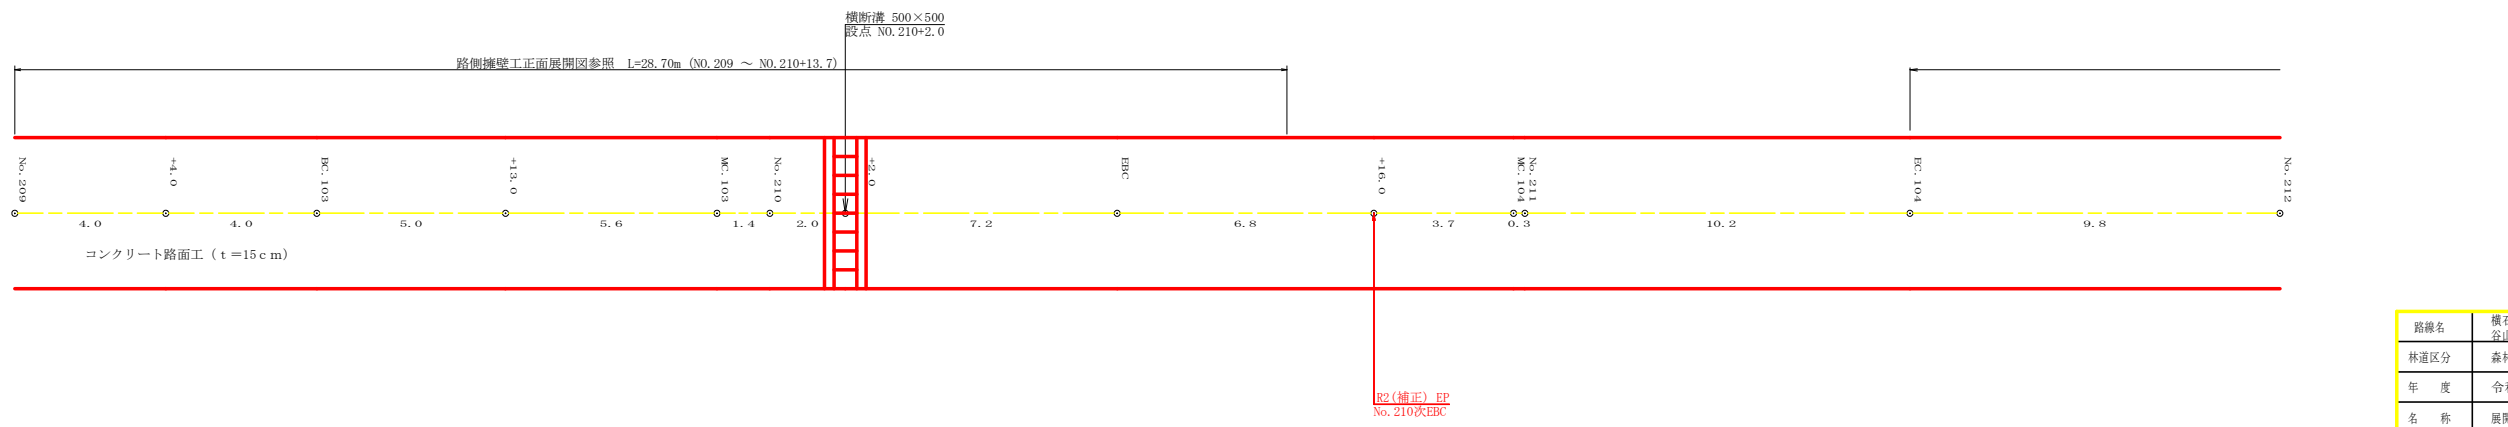 横断溝 500×500
設点 NO.210+2.0
路側擁壁工正面展開図参照 L=28.70m (NO.209 ～ NO.210+13.7)
No.209
+4.0
BC.103
+13.0
MC.103
No.210
+2.0
EBC
+16.0
MC.104
No.211
EC.104
No.212
4.0 4.0 5.0 5.6 1.4 2.0 7.2 6.8 3.7 0.3 10.2 9.8
コンクリート路面工（ｔ＝15ｃｍ）
R2(補正) EP
No.210次EBC
路線名
林道区分
年 度
名 称